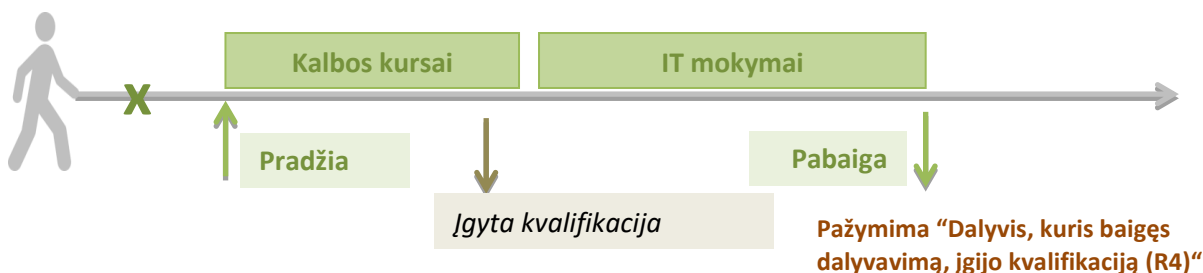 Kalbos kursai
IT mokymai
X
Pradžia
Pabaiga
Įgyta kvalifikacija
Pažymima “Dalyvis, kuris baigęs
dalyvavimą, įgijo kvalifikaciją (R4)“